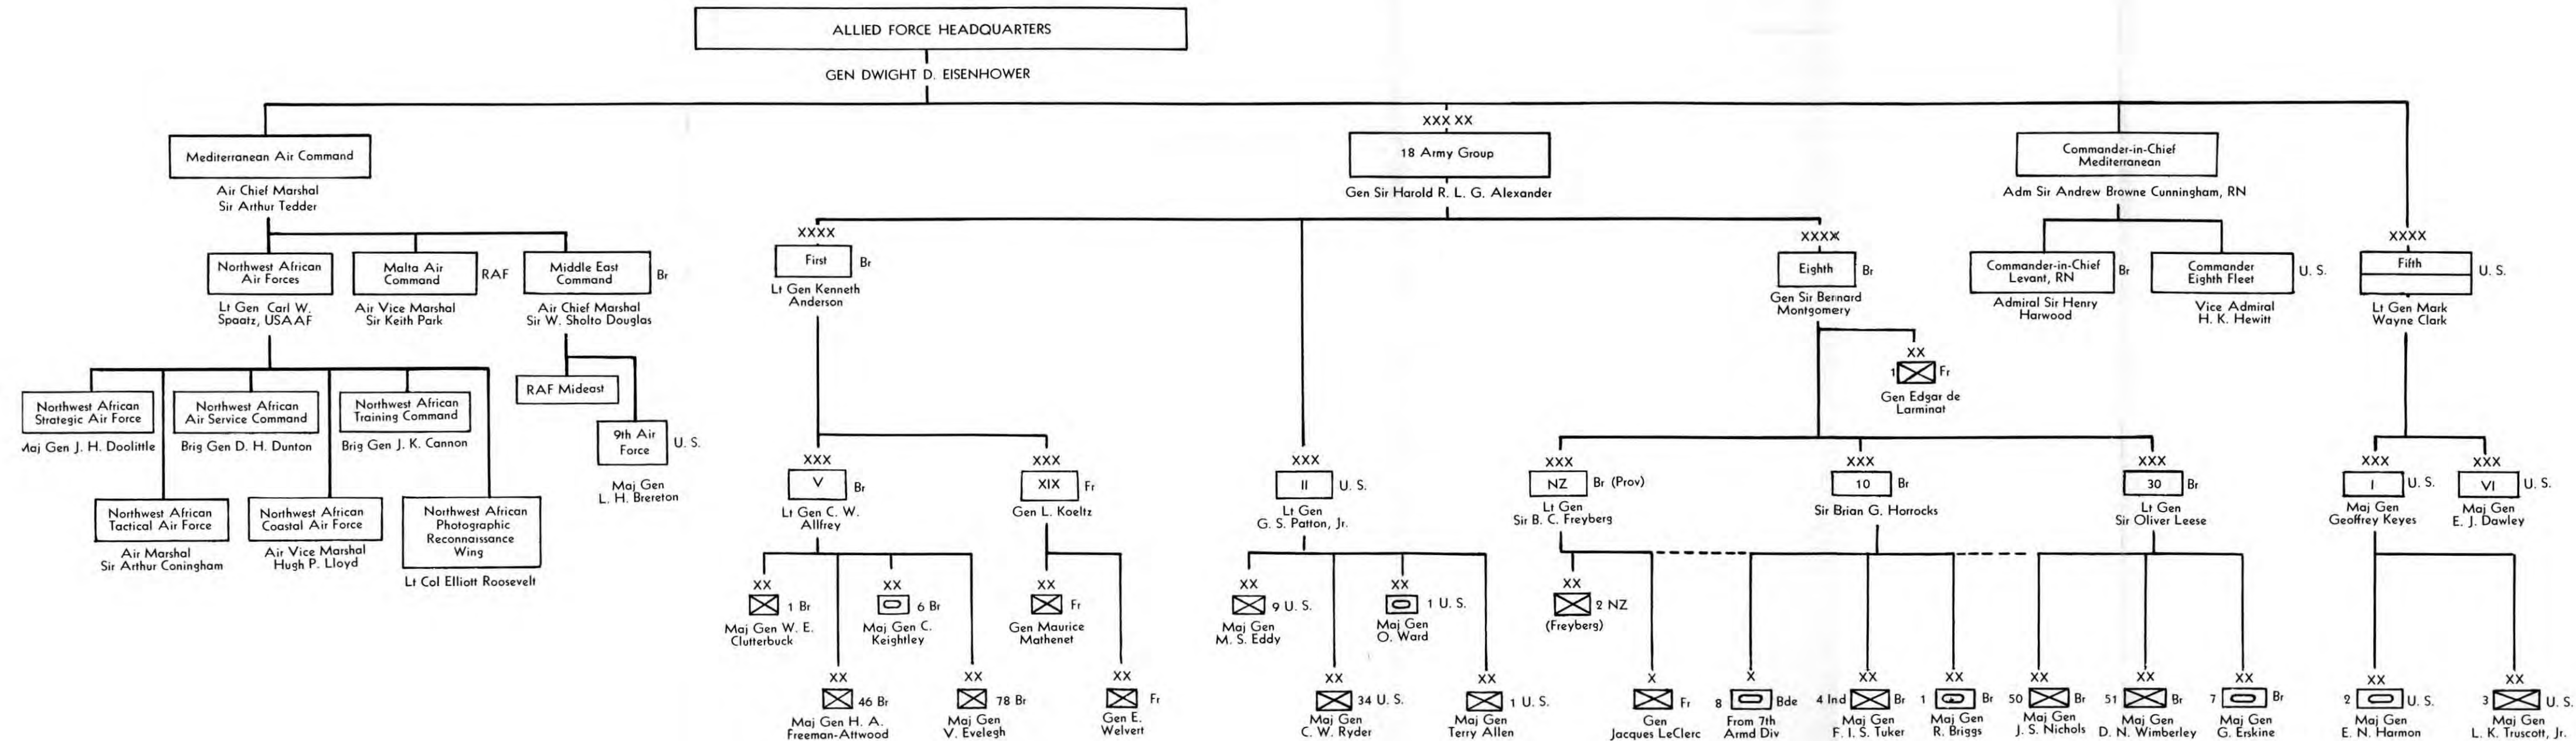 ALLIED FORCE HEADQUARTERS
GEN DWIGHT D. EISENHOWER
Mediterranean Air Command
Air Chief Marshal
Sir Arthur Tedder
Northwest African
Air Forces
Lt Gen Carl W.
Spaatz, USAAF
Malta Air
Command
RAF
Air Vice Marshal
Sir Keith Park
Middle East
Command
Br
Air Chief Marshal
Sir W. Sholto Douglas
RAF Mideast
9th Air
Force
U. S.
Maj Gen
L. H. Brereton
Northwest African
Strategic Air Force
Maj Gen J. H. Doolittle
Northwest African
Air Service Command
Brig Gen D. H. Dunton
Northwest African
Training Command
Brig Gen J. K. Cannon
Northwest African
Tactical Air Force
Air Marshal
Sir Arthur Coningham
Northwest African
Coastal Air Force
Air Vice Marshal
Hugh P. Lloyd
Northwest African
Photographic
Reconnaissance
Wing
Lt Col Elliott Roosevelt
XXX XX
18 Army Group
Gen Sir Harold R. L. G. Alexander
XXXX
First
Br
Lt Gen Kenneth
Anderson
XXX
V
Br
Lt Gen C. W.
Allfrey
XX
1 Br
Maj Gen W. E.
Clutterbuck
XX
46 Br
Maj Gen H. A.
Freeman-Attwood
XX
6 Br
Maj Gen C.
Keightley
XX
78 Br
Maj Gen
V. Evelegh
XXX
XIX
Fr
Gen L. Koeltz
XX
Fr
Gen Maurice
Mathenet
XX
Fr
Gen E.
Welvert
XXX
II
U. S.
Lt Gen
G. S. Patton, Jr.
XX
9 U. S.
Maj Gen
M. S. Eddy
XX
34 U. S.
Maj Gen
C. W. Ryder
XX
1 U. S.
Maj Gen
O. Ward
XX
1 U. S.
Maj Gen
Terry Allen
XXXX
Eighth
Br
Gen Sir Bernard
Montgomery
XX
1
Fr
Gen Edgar de
Larminat
XXX
NZ
Br (Prov)
Lt Gen
Sir B. C. Freyberg
XX
2 NZ
(Freyberg)
X
Fr
Gen
Jacques LeClerc
XXX
10
Br
Sir Brian G. Horrocks
X
8
Bde
From 7th
Armd Div
XX
4 Ind
Br
Maj Gen
F. I. S. Tuker
XX
1
Br
Maj Gen
R. Briggs
XXX
30
Br
Lt Gen
Sir Oliver Leese
XX
50
Br
Maj Gen
J. S. Nichols
XX
51
Br
Maj Gen
D. N. Wimberley
XX
7
Br
Maj Gen
G. Erskine
Commander-in-Chief
Mediterranean
Adm Sir Andrew Browne Cunningham, RN
Commander-in-Chief
Levant, RN
Br
Admiral Sir Henry
Harwood
Commander
Eighth Fleet
U. S.
Vice Admiral
H. K. Hewitt
XXXX
Fifth
U. S.
Lt Gen Mark
Wayne Clark
XXX
I
U. S.
Maj Gen
Geoffrey Keyes
XXX
VI
U. S.
Maj Gen
E. J. Dawley
XX
2
U. S.
Maj Gen
E. N. Harmon
XX
3
U. S.
Maj Gen
L. K. Truscott, Jr.